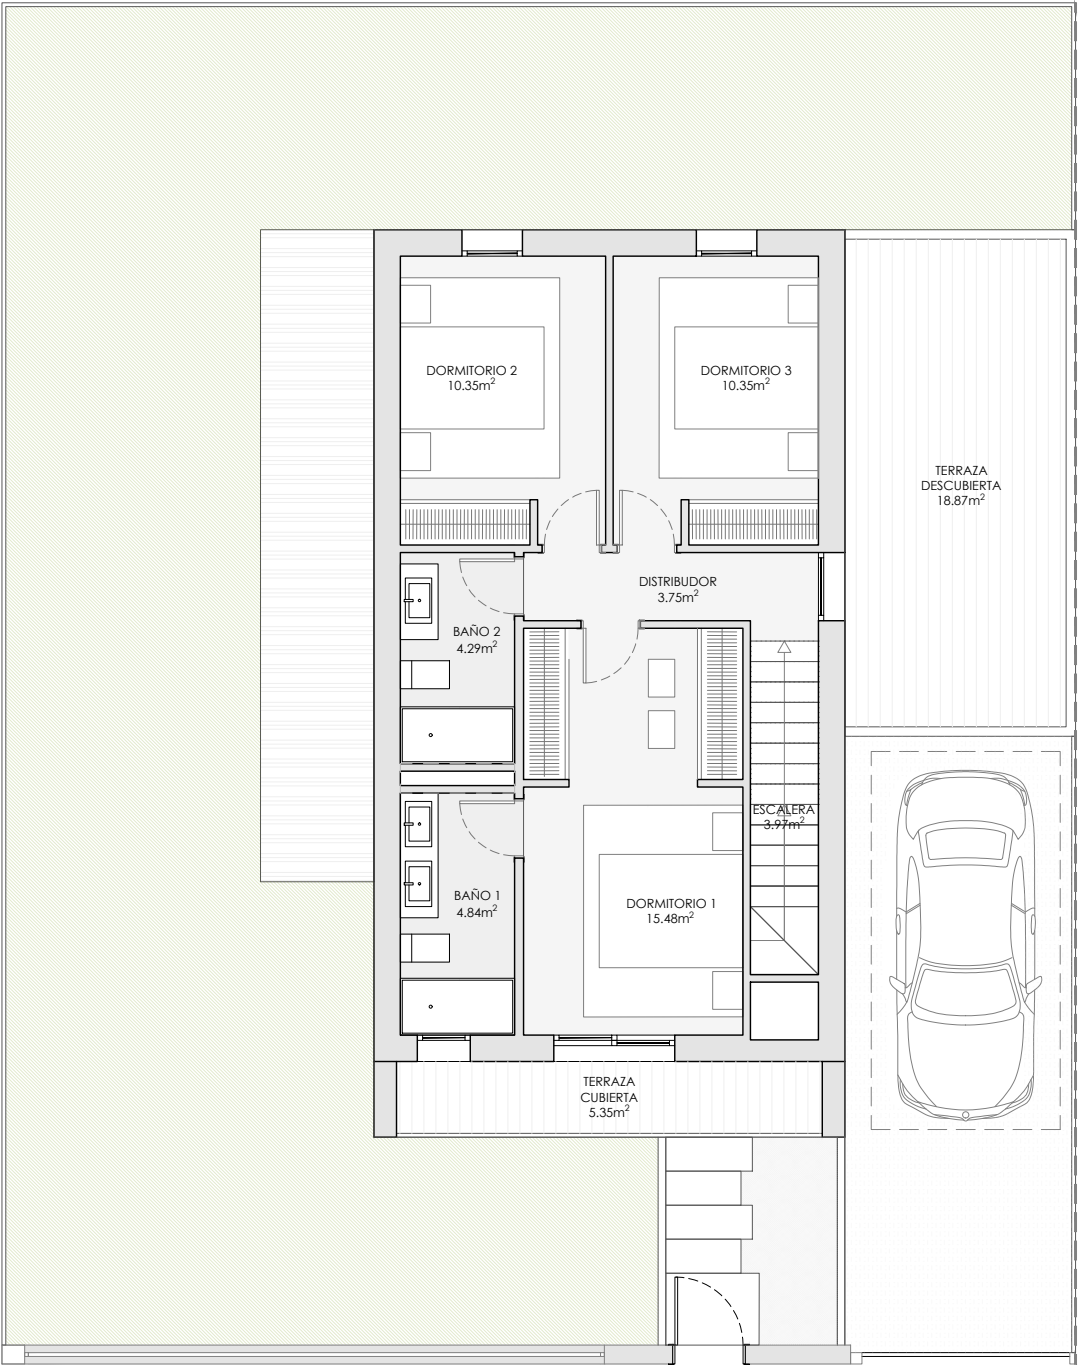 DORMITORIO 2
10.35m²
DORMITORIO 3
10.35m²
TERRAZA
DESCUBIERTA
18.87m²
DISTRIBUDOR
3.75m²
BAÑO 2
4.29m²
ESCALERA
3.97m²
BAÑO 1
4.84m²
DORMITORIO 1
15.48m²
TERRAZA
CUBIERTA
5.35m²